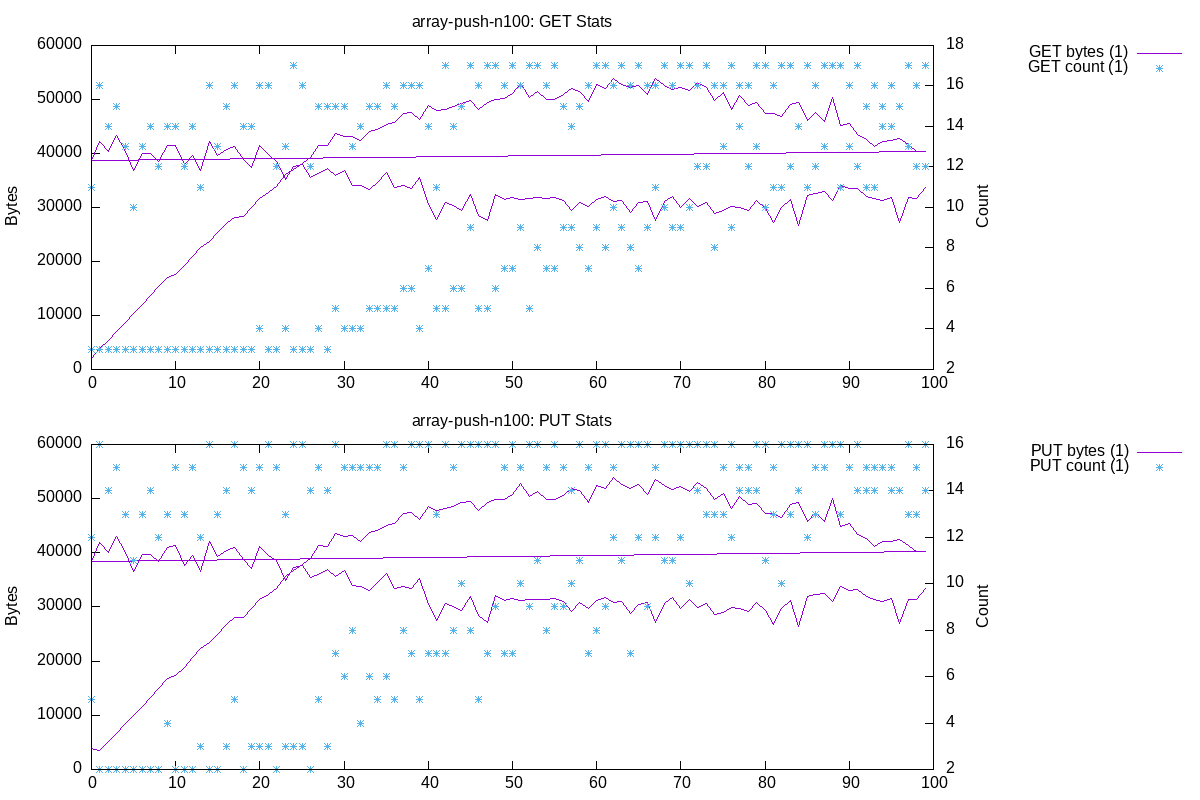 array-push-n100: GET Stats
60000
50000
40000
30000
20000
10000
0
18
16
14
12
10
8
6
4
2
Bytes
Count
0 10 20 30 40 50 60 70 80 90 100
GET bytes (1)
GET count (1)
array-push-n100: PUT Stats
60000
50000
40000
30000
20000
10000
0
16
14
12
10
8
6
4
2
Bytes
Count
0 10 20 30 40 50 60 70 80 90 100
PUT bytes (1)
PUT count (1)